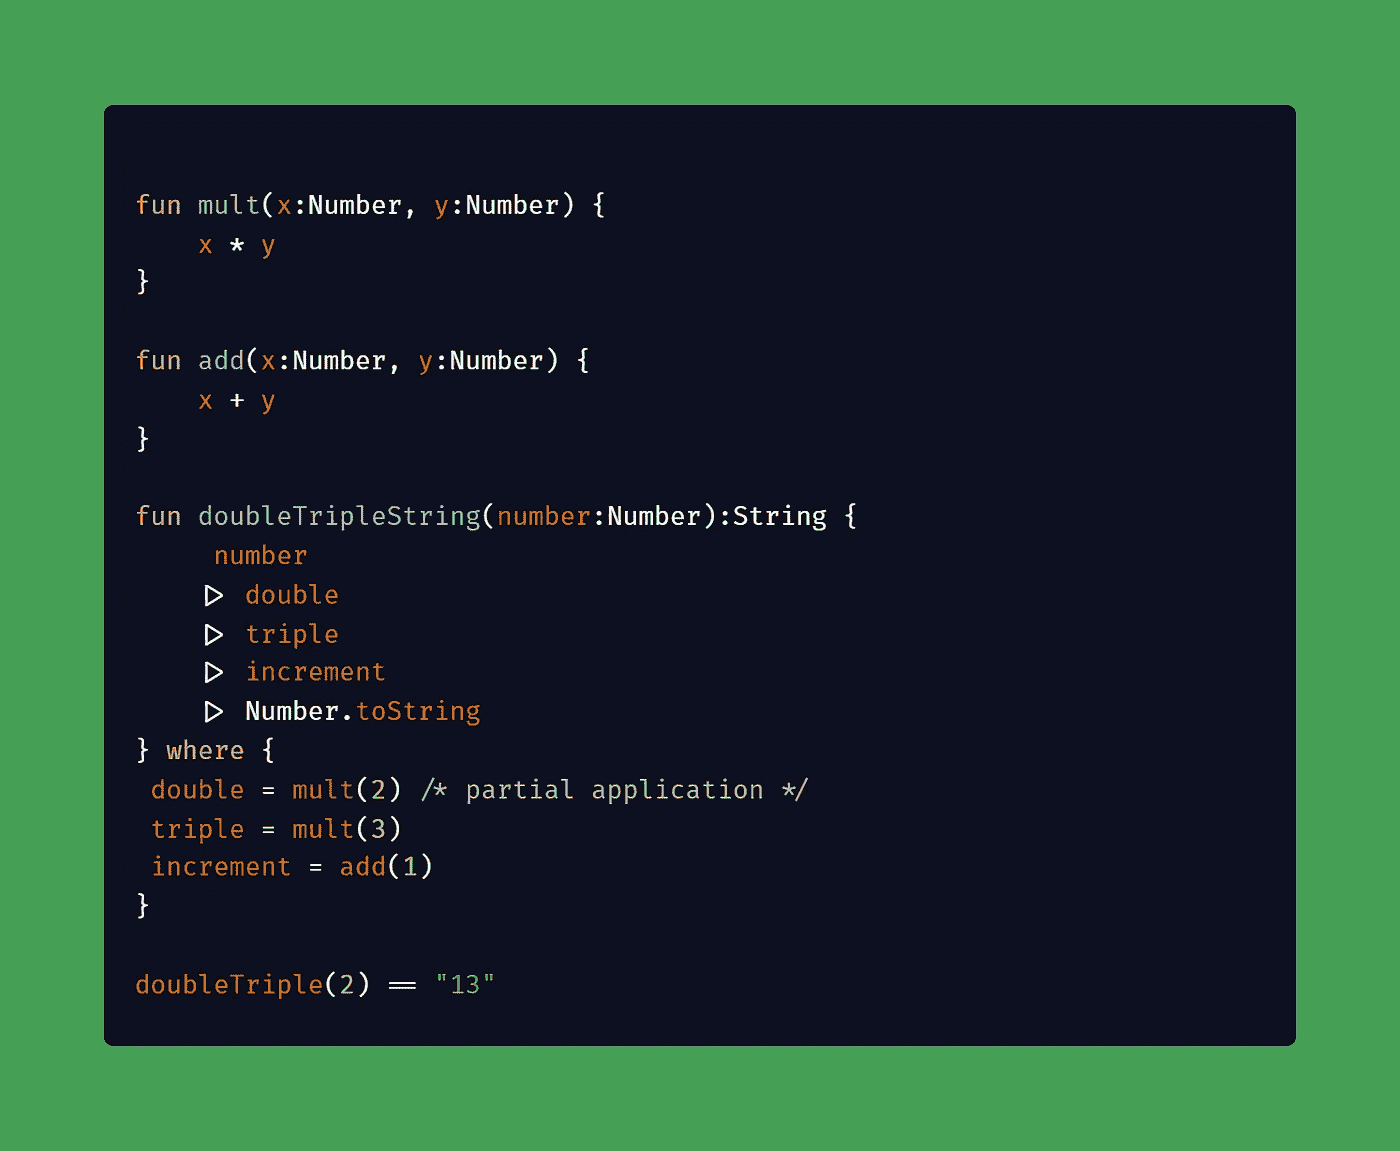 fun mult(x:Number, y:Number) {
    x * y
}

fun add(x:Number, y:Number) {
    x + y
}

fun doubleTripleString(number:Number):String {
     number
    |> double
    |> triple
    |> increment
    |> Number.toString
} where {
 double = mult(2) /* partial application */
 triple = mult(3)
 increment = add(1)
}

doubleTriple(2) == "13"